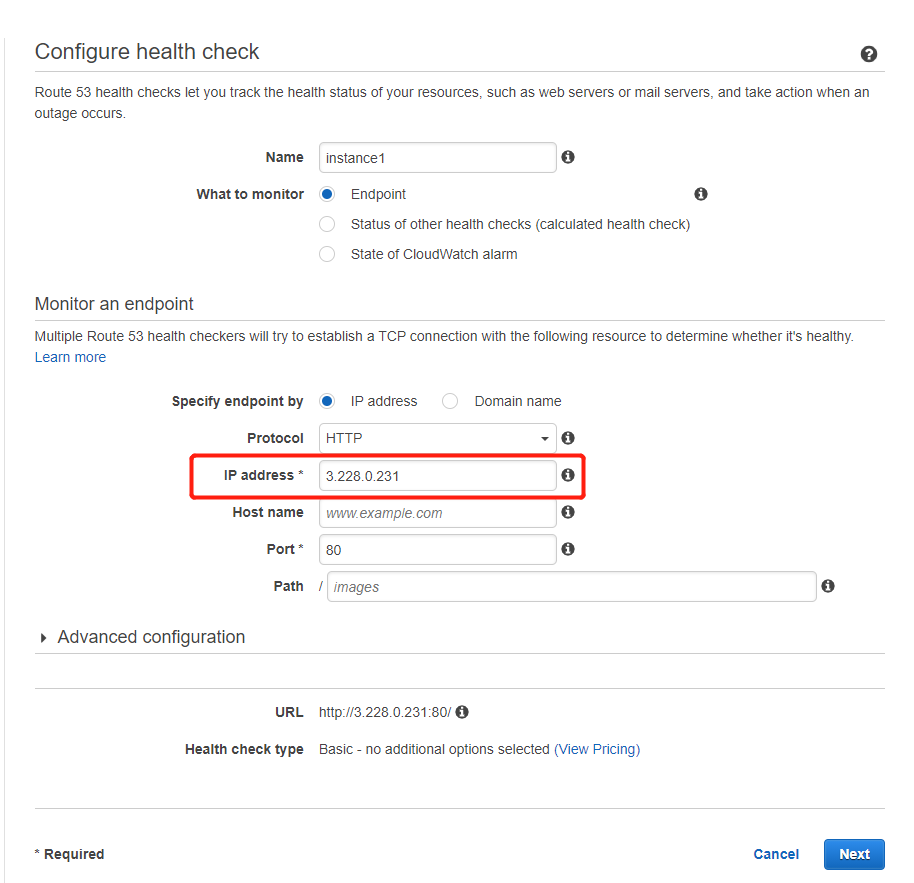 Configure health check
Route 53 health checks let you track the health status of your resources, such as web servers or mail servers, and take action when an
outage occurs.
Name instance1
What to monitor Endpoint
Status of other health checks (calculated health check)
State of CloudWatch alarm
Monitor an endpoint
Multiple Route 53 health checkers will try to establish a TCP connection with the following resource to determine whether it's healthy.
Learn more
Specify endpoint by IP address Domain name
Protocol HTTP
IP address * 3.228.0.231
Host name www.example.com
Port * 80
Path / images
Advanced configuration
URL http://3.228.0.231:80/
Health check type Basic - no additional options selected (View Pricing)
* Required Cancel Next